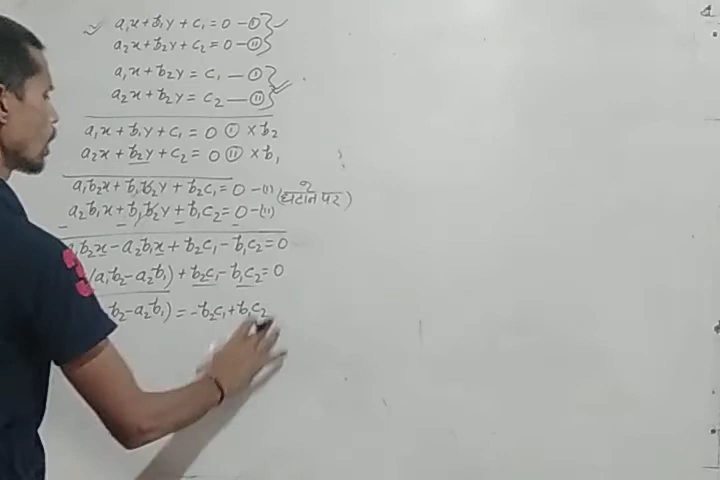 a₁x + b₁y + c₁ = 0 — (I)
a₂x + b₂y + c₂ = 0 — (II)
a₁x + b₂y = c₁ — (I)
a₂x + b₂y = c₂ — (II)
a₁x + b₁y + c₁ = 0 (I) × b₂
a₂x + b₂y + c₂ = 0 (II) × b₁
a₁b₂x + b₁b₂y + b₂c₁ = 0 — (I)
a₂b₁x + b₁b₂y + b₁c₂ = 0 — (II)
(घटाने पर)
a₁b₂x - a₂b₁x + b₂c₁ - b₁c₂ = 0
(a₁b₂ - a₂b₁) + b₂c₁ - b₁c₂ = 0
b₂ - a₂b₁) = -b₂c₁ + b₁c₂